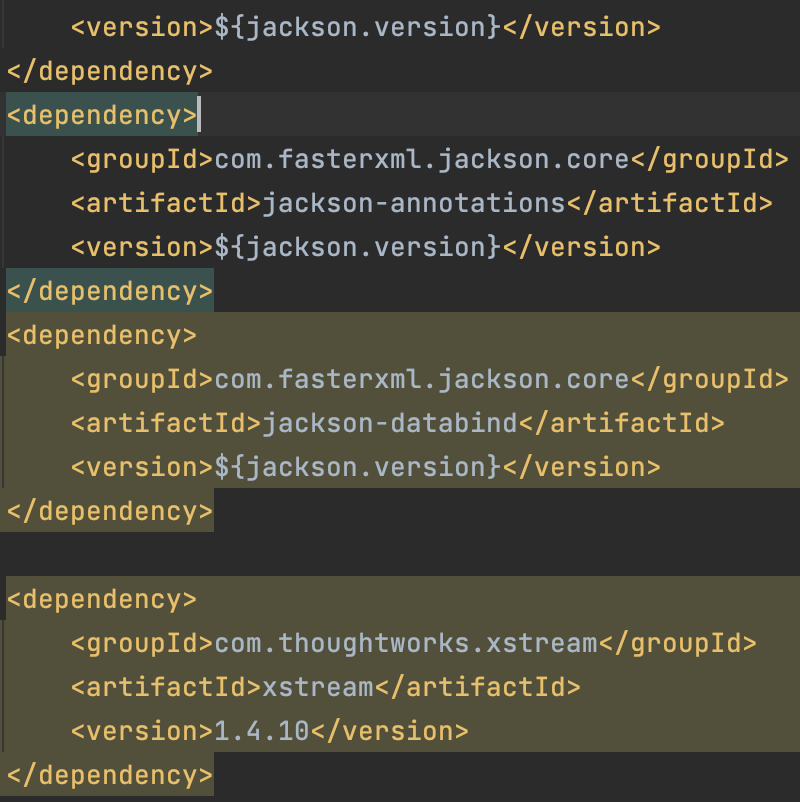 <version>${jackson.version}</version>
</dependency>
<dependency>
<groupId>com.fasterxml.jackson.core</groupId>
<artifactId>jackson-annotations</artifactId>
<version>${jackson.version}</version>
</dependency>
<dependency>
<groupId>com.fasterxml.jackson.core</groupId>
<artifactId>jackson-databind</artifactId>
<version>${jackson.version}</version>
</dependency>
<dependency>
<groupId>com.thoughtworks.xstream</groupId>
<artifactId>xstream</artifactId>
<version>1.4.10</version>
</dependency>